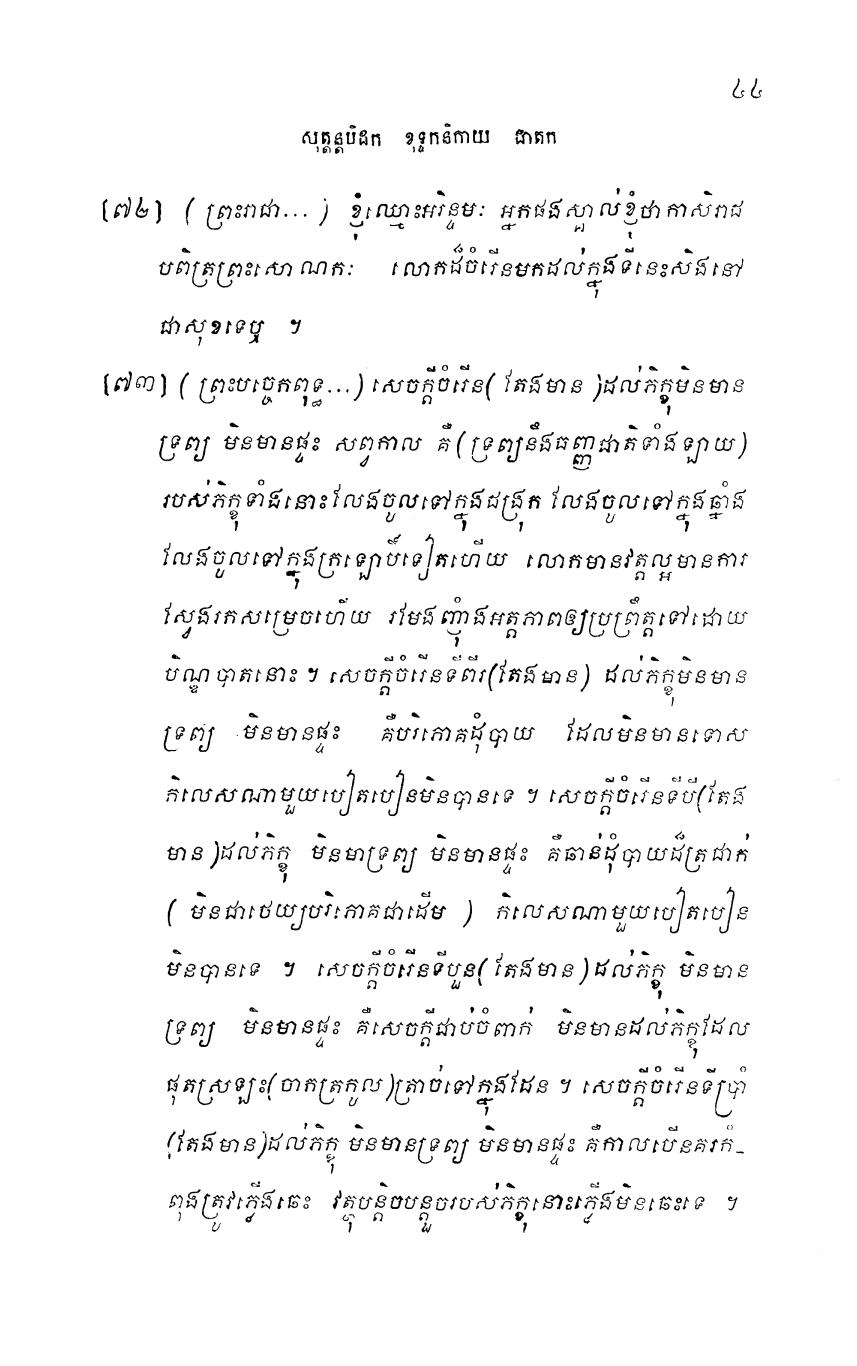 ៤៤
សុត្តន្តបិដក ខុទ្ទកនិកាយ ជាតក
[៧២] ( ព្រះរាជា... ) ខ្ញុំឈ្មោះអរិន្ទមៈ អ្នកផងស្គាល់ខ្ញុំថាកាសិរាជ
បពិត្រព្រះសោណកៈ លោកដ៏ចំរើនមកដល់ក្នុងទីនេះសិងនៅ
ជាសុខទេឬ ។
[៧៣] ( ព្រះបច្ចេកពុទ្ធ... ) សេចក្តីចំរើន( តែងមាន )ដល់ភិក្ខុមិនមាន
ទ្រព្យ មិនមានផ្ទះ សព្វកាល គឺ(ទ្រព្យនឹងធញ្ញជាតិទាំងឡាយ)
របស់ភិក្ខុទាំងនោះលែងចូលទៅក្នុងជង្រុក លែងចូលទៅក្នុងឆ្នាំង
លែងចូលទៅក្នុងក្រឡោបីទៀតហើយ លោកមានវត្តល្អមានការ
ស្វែងរកសម្រេចហើយ រមែងញុំាងអត្តភាពឲ្យប្រព្រឹត្តទៅដោយ
បិណ្ឌបាតនោះ ។ សេចក្តីចំរើនទីពីរ(តែងមាន) ដល់ភិក្ខុមិនមាន
ទ្រព្យ មិនមានផ្ទះ គឺបរិភោគដុំបាយ ដែលមិនមានទោស
កិលេសណាមួយបៀតបៀនមិនបានទេ ។ សេចក្តីចំរើនទីបី(តែង
មាន)ដល់ភិក្ខុ មិនមាទ្រព្យ មិនមានផ្ទះ គឺឆាន់ដុំបាយដ៏ត្រជាក់
( មិនជាថេយ្យបរិភោគជាដើម ) កិលេសណាមួយបៀតបៀន
មិនបានទេ ។ សេចក្តីចំរើនទីបួន( តែងមាន)ដល់ភិក្ខុ មិនមាន
ទ្រព្យ មិនមានផ្ទះ គឺសេចក្តីជាប់ចំពាក់ មិនមានដល់ភិក្ខុដែល
ផុតស្រឡះ(ចាកត្រកូល)ត្រាច់ទៅក្នុងដែន ។ សេចក្តីចំរើនទីប្រាំ
(តែងមាន)ដល់ភិក្ខុ មិនមានទ្រព្យ មិនមានផ្ទះ គឺកាលបើនគរកំ-
ពុងត្រូវភ្លើងឆេះ វត្ថុបន្តិចបន្តួចរបស់ភិក្ខុនោះភ្លើងមិនឆេះទេ ។